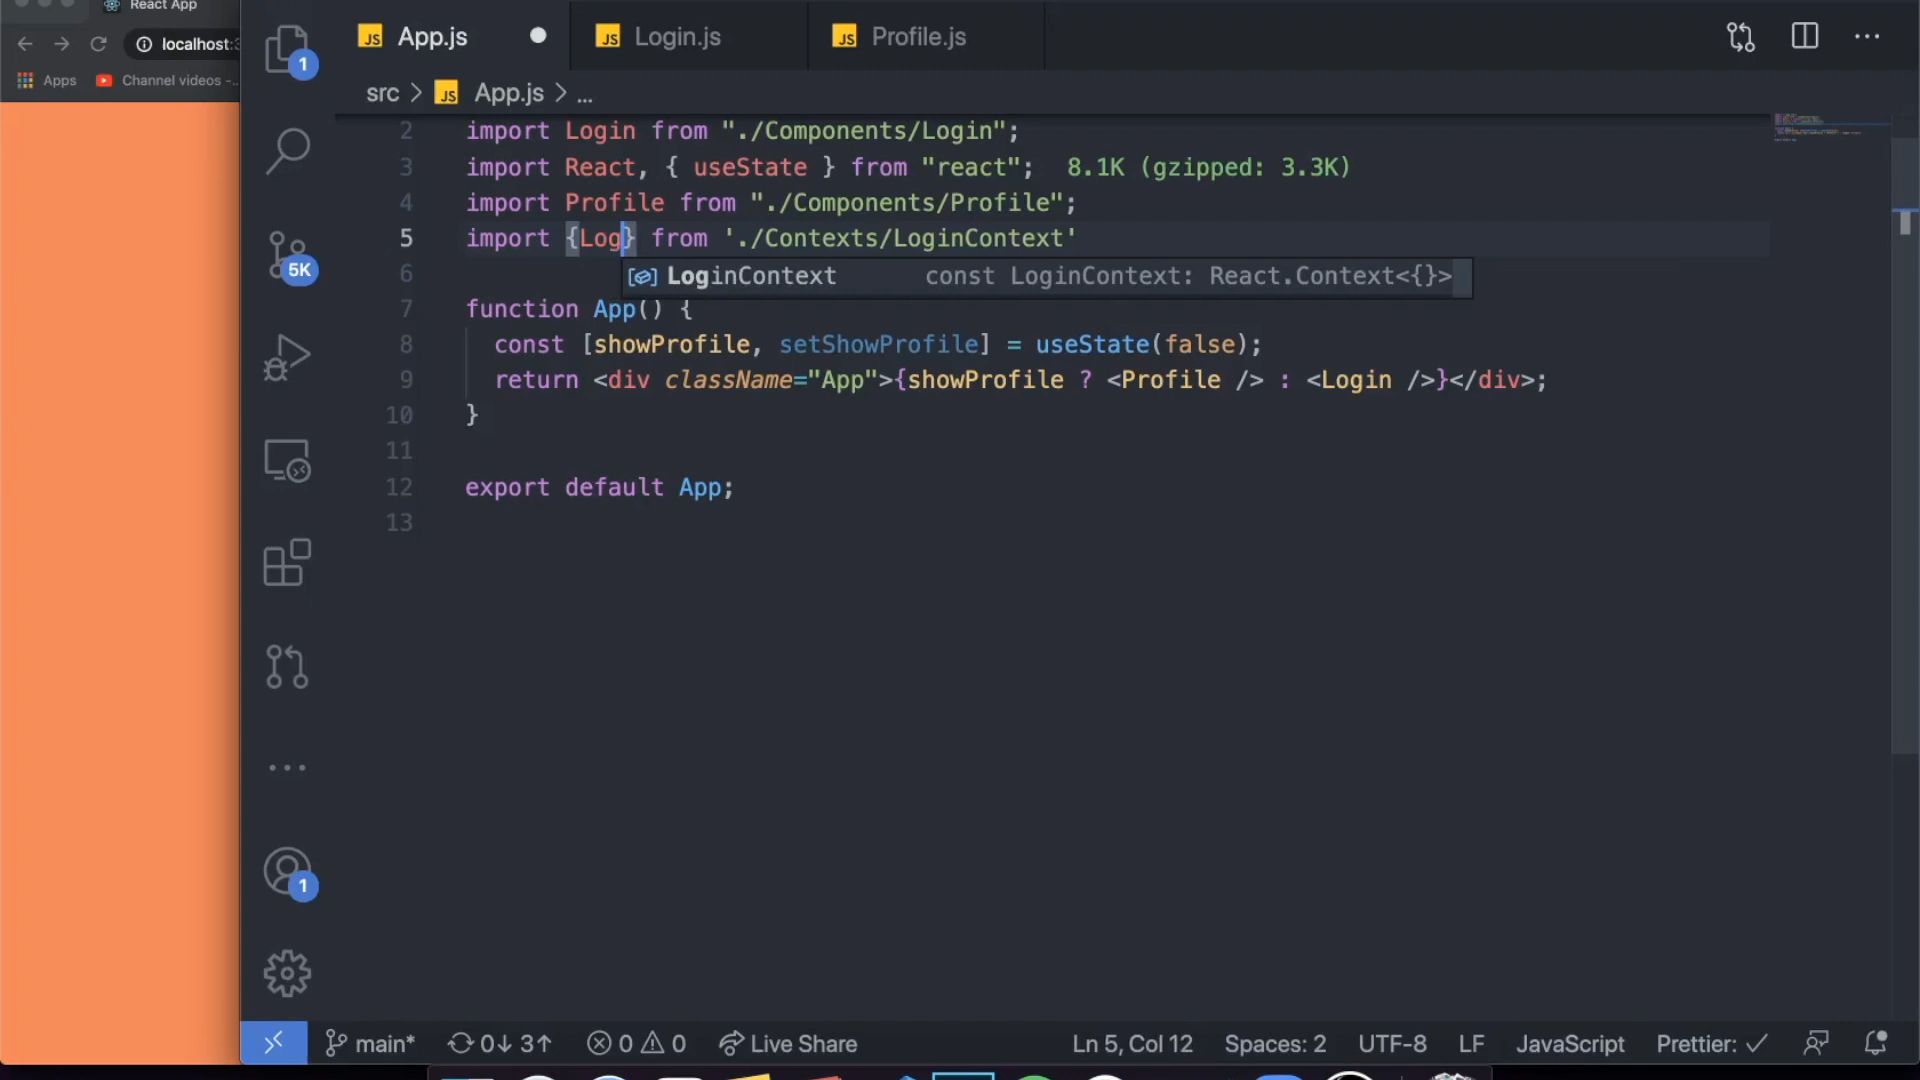 React App
localhost:3
Apps
Channel videos -...
1
5K
1
JS App.js
JS Login.js
JS Profile.js
src > JS App.js > ...
2 import Login from "./Components/Login";
3 import React, { useState } from "react"; 8.1K (gzipped: 3.3K)
4 import Profile from "./Components/Profile";
5 import {Log} from './Contexts/LoginContext'
LoginContext const LoginContext: React.Context<{}>
6
7 function App() {
8 const [showProfile, setShowProfile] = useState(false);
9 return <div className="App">{showProfile ? <Profile /> : <Login />}</div>;
10 }
11
12 export default App;
13
main* 0↓ 3↑ 0 0 Live Share Ln 5, Col 12 Spaces: 2 UTF-8 LF JavaScript Prettier: ✓